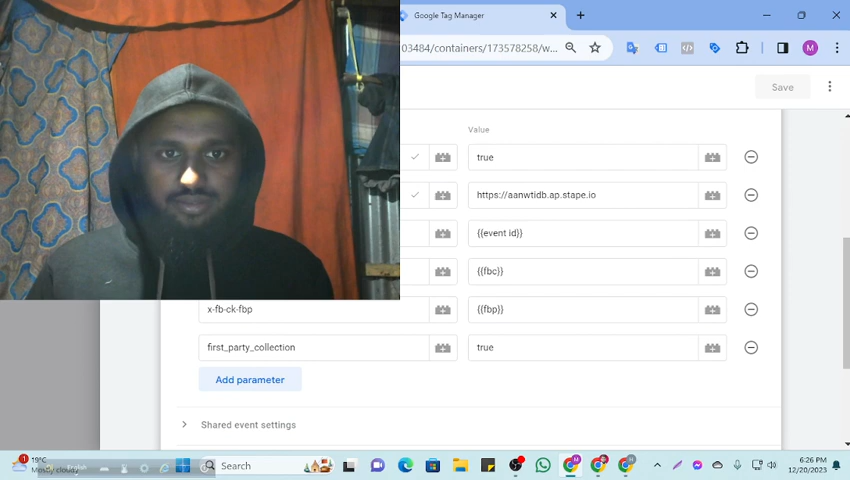 Google Tag Manager
03484/containers/173578258/w...
M
Save
Value
true
https://aanwtidb.ap.stape.io
{{event id}}
{{fbc}}
x-fb-ck-fbp
{{fbp}}
first_party_collection
true
Add parameter
Shared event settings
1
19°C
Mostly cloudy
English
Search
6:26 PM
12/20/2023